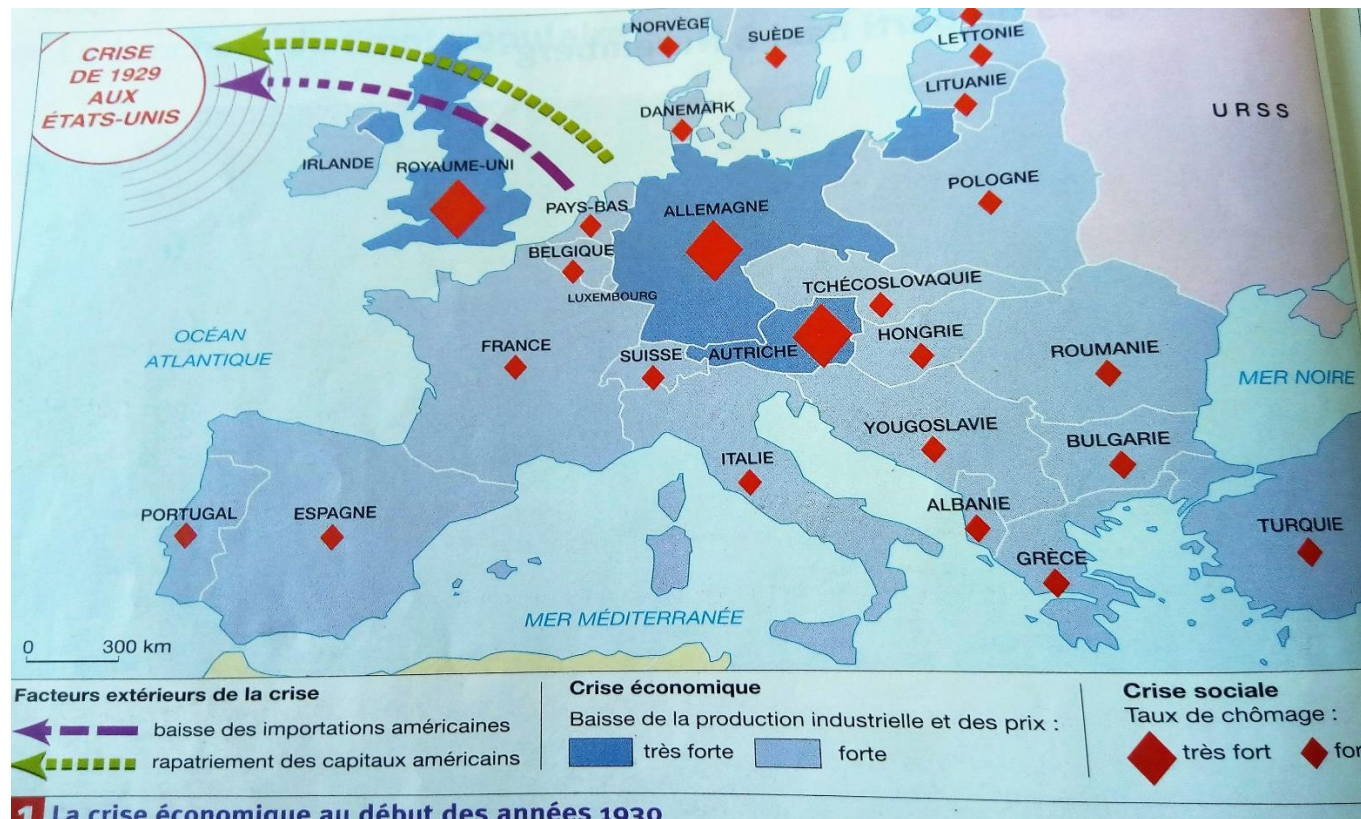 CRISE
DE 1929
AUX
ÉTATS-UNIS
NORVÈGE
SUÈDE
LETTONIE
LITUANIE
DANEMARK
URSS
IRLANDE
ROYAUME-UNI
PAYS-BAS
ALLEMAGNE
POLOGNE
BELGIQUE
LUXEMBOURG
TCHÉCOSLOVAQUIE
OCÉAN
ATLANTIQUE
FRANCE
SUISSE
AUTRICHE
HONGRIE
ROUMANIE
MER NOIRE
YOUGOSLAVIE
BULGARIE
ITALIE
PORTUGAL
ESPAGNE
ALBANIE
GRÈCE
TURQUIE
MER MÉDITERRANÉE
0 300 km
Facteurs extérieurs de la crise
baisse des importations américaines
rapatriement des capitaux américains
Crise économique
Baisse de la production industrielle et des prix :
très forte forte
Crise sociale
Taux de chômage :
très fort
1 La crise économique au début des années 1930